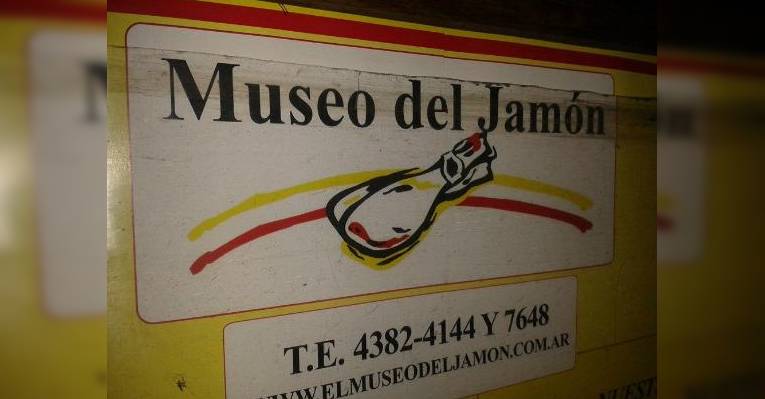 Museo del Jamón
T.E. 4382-4144 Y 7648
WWW.ELMUSEODELJAMON.COM.AR